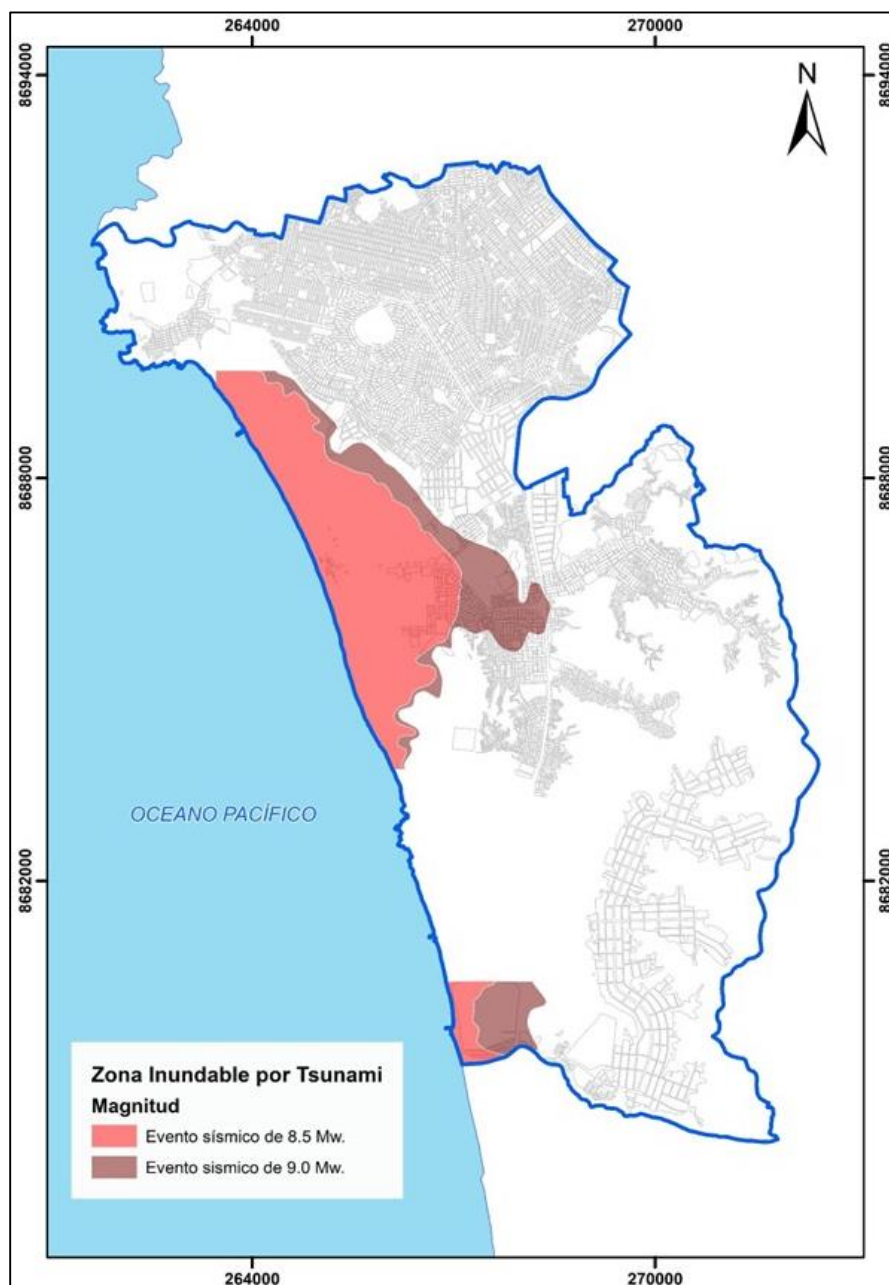 264000
270000
8694000
8694000
N
8688000
8688000
OCEANO PACÍFICO
8682000
8682000
Zona Inundable por Tsunami
Magnitud
Evento sísmico de 8.5 Mw.
Evento sismico de 9.0 Mw.
264000
270000